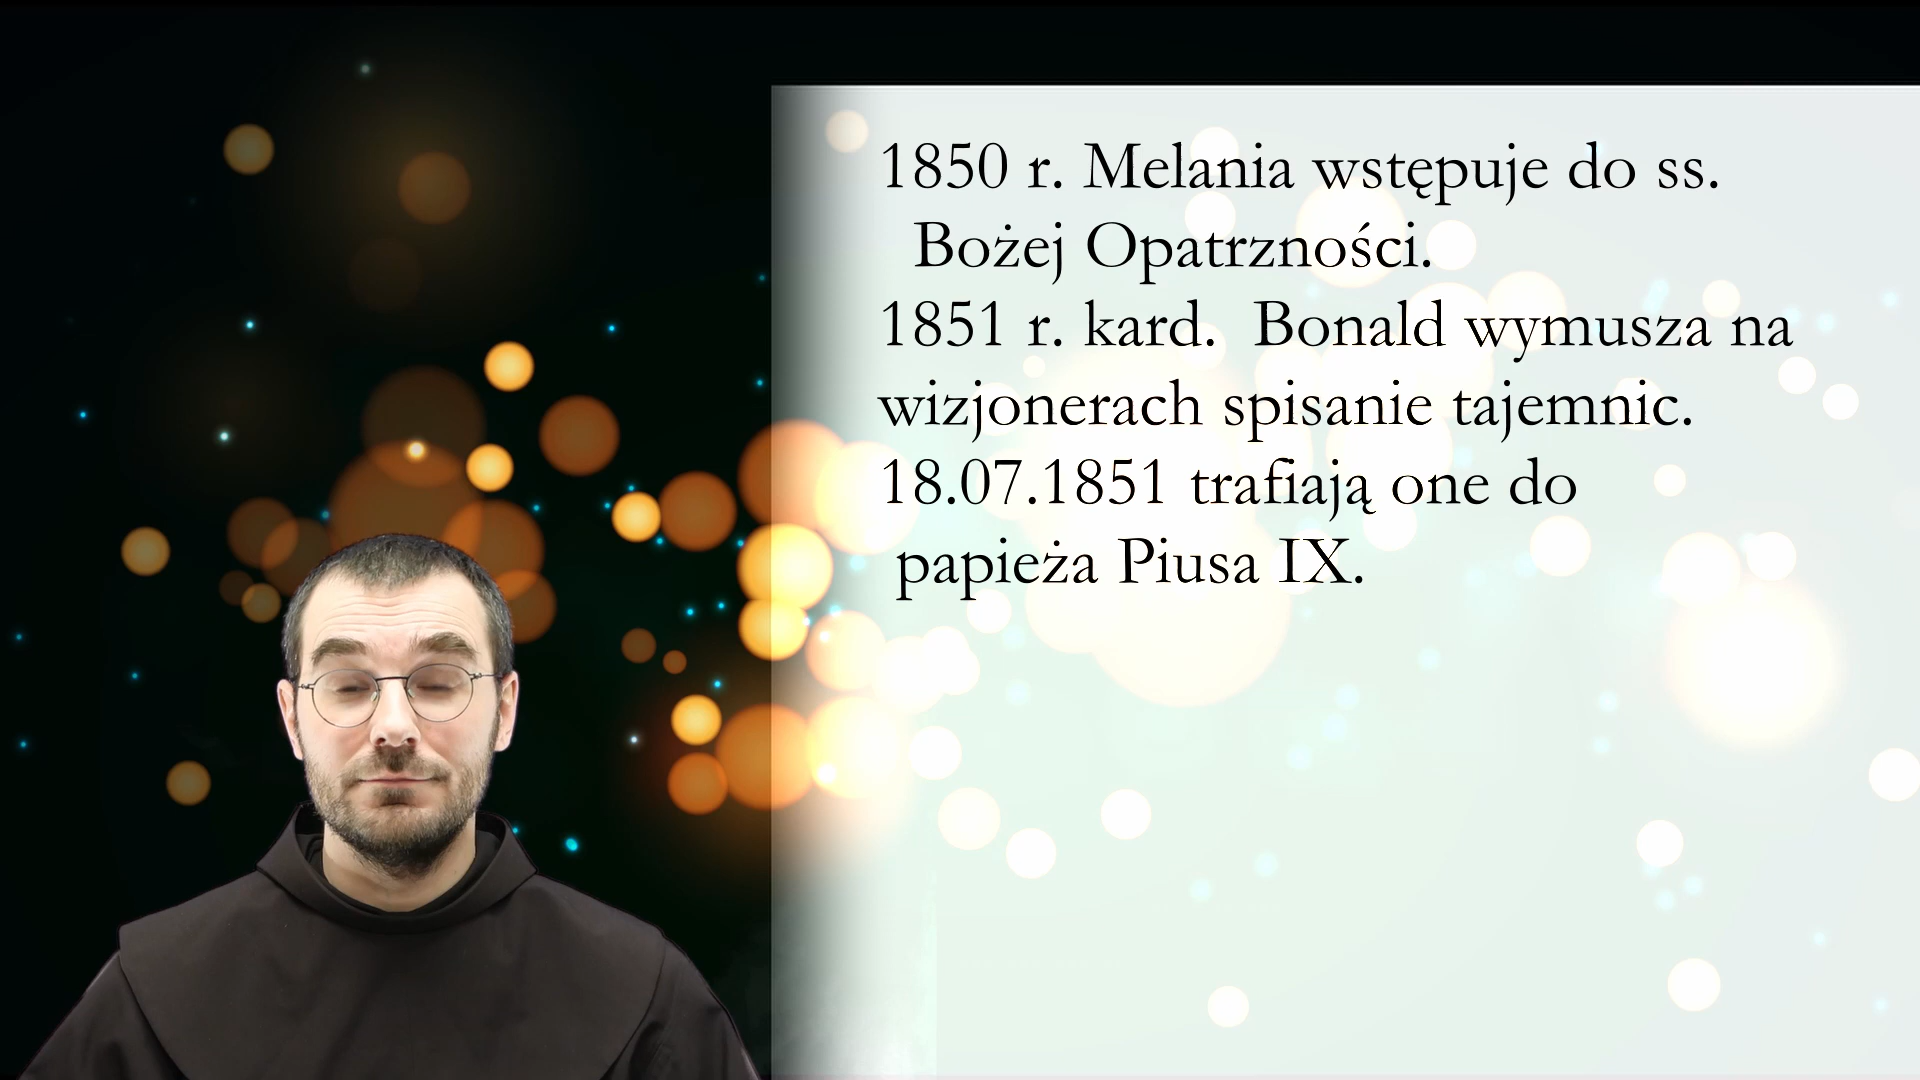 1850 r. Melania wstępuje do ss.
Bożej Opatrzności.
1851 r. kard. Bonald wymusza na
wizjonerach spisanie tajemnic.
18.07.1851 trafiają one do
papieża Piusa IX.